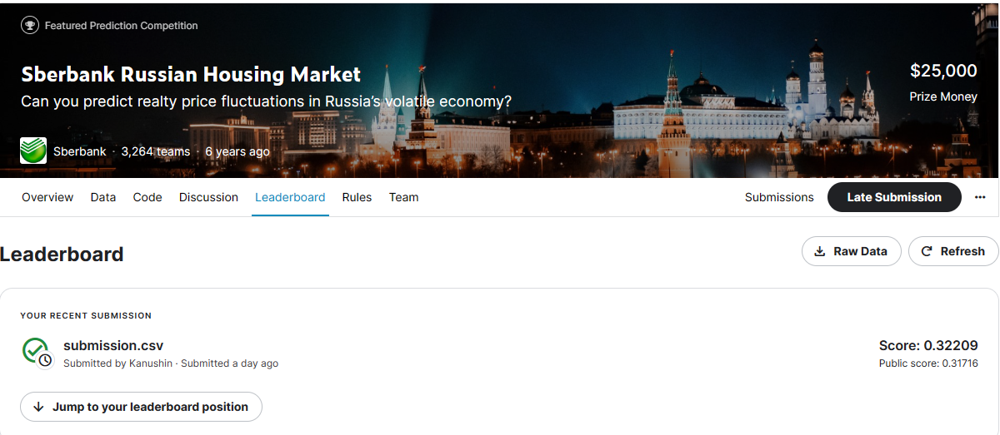 Featured Prediction Competition
Sberbank Russian Housing Market
Can you predict realty price fluctuations in Russia's volatile economy?
$25,000
Prize Money
Sberbank · 3,264 teams · 6 years ago
Overview Data Code Discussion Leaderboard Rules Team Submissions Late Submission ···
Leaderboard
Raw Data Refresh
YOUR RECENT SUBMISSION
submission.csv Score: 0.32209
Submitted by Kanushin · Submitted a day ago Public score: 0.31716
Jump to your leaderboard position